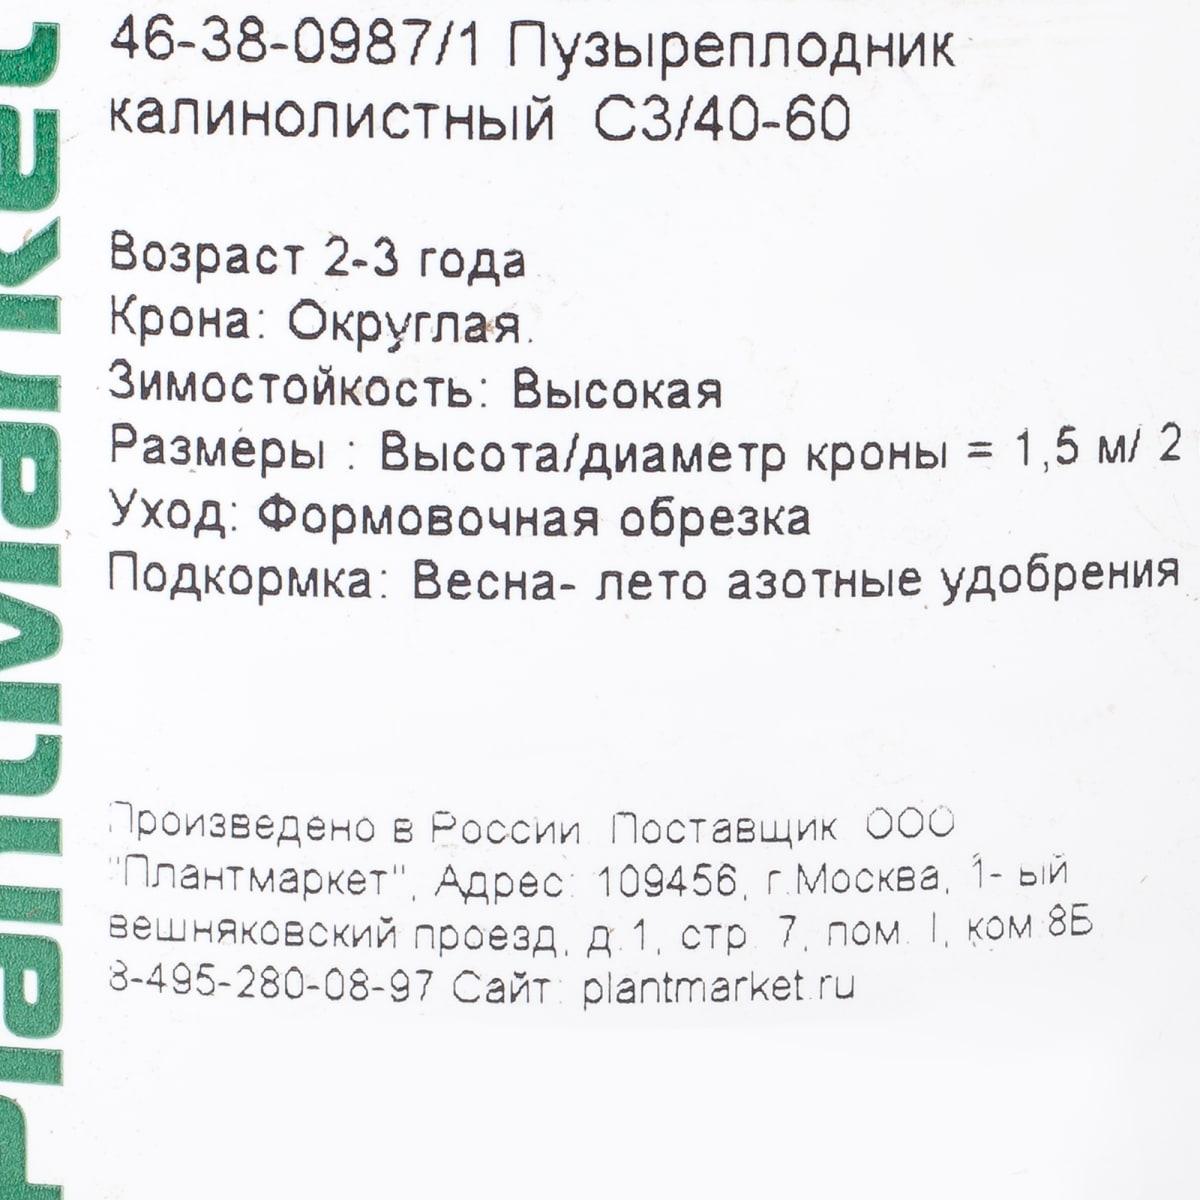 46-38-0987/1 Пузыреплодник
калинолистный С3/40-60
Возраст 2-3 года
Крона: Округлая.
Зимостойкость: Высокая
Размеры : Высота/диаметр кроны = 1,5 м/ 2
Уход: Формовочная обрезка
Подкормка: Весна- лето азотные удобрения
Произведено в России. Поставщик ООО
"Плантмаркет", Адрес: 109456, г.Москва, 1- ый
вешняковский проезд, д.1, стр. 7, пом. I, ком.8Б
8-495-280-08-97 Сайт: plantmarket.ru
PlantMarket